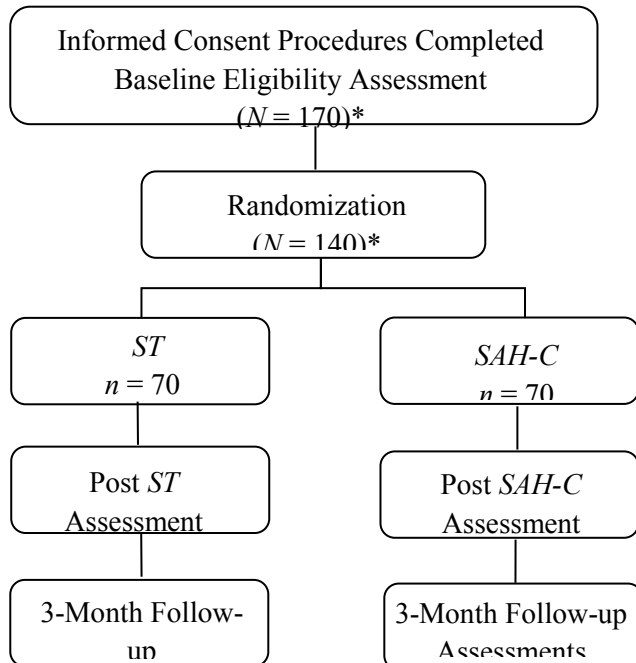 Informed Consent Procedures Completed
Baseline Eligibility Assessment
(N = 170)*
Randomization
(N = 140)*
ST
n = 70
SAH-C
n = 70
Post ST
Assessment
Post SAH-C
Assessment
3-Month Follow-
up
3-Month Follow-up
Assessments